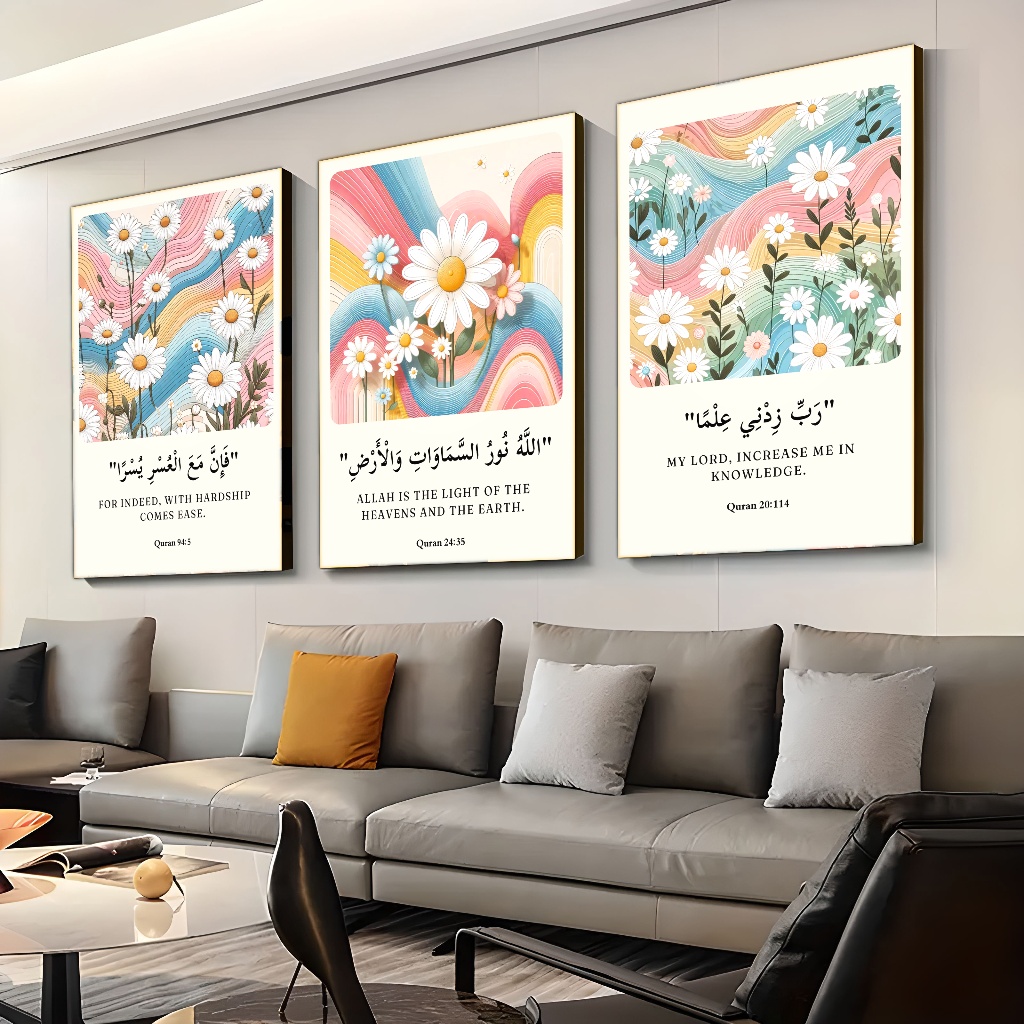 "فَإِنَّ مَعَ الْعُسْرِ يُسْرًا"
FOR INDEED, WITH HARDSHIP
COMES EASE.
Quran 94:5
"اللَّهُ نُورُ السَّمَاوَاتِ وَالْأَرْضِ"
ALLAH IS THE LIGHT OF THE
HEAVENS AND THE EARTH.
Quran 24:35
"رَبِّ زِدْنِي عِلْمًا"
MY LORD, INCREASE ME IN
KNOWLEDGE.
Quran 20:114